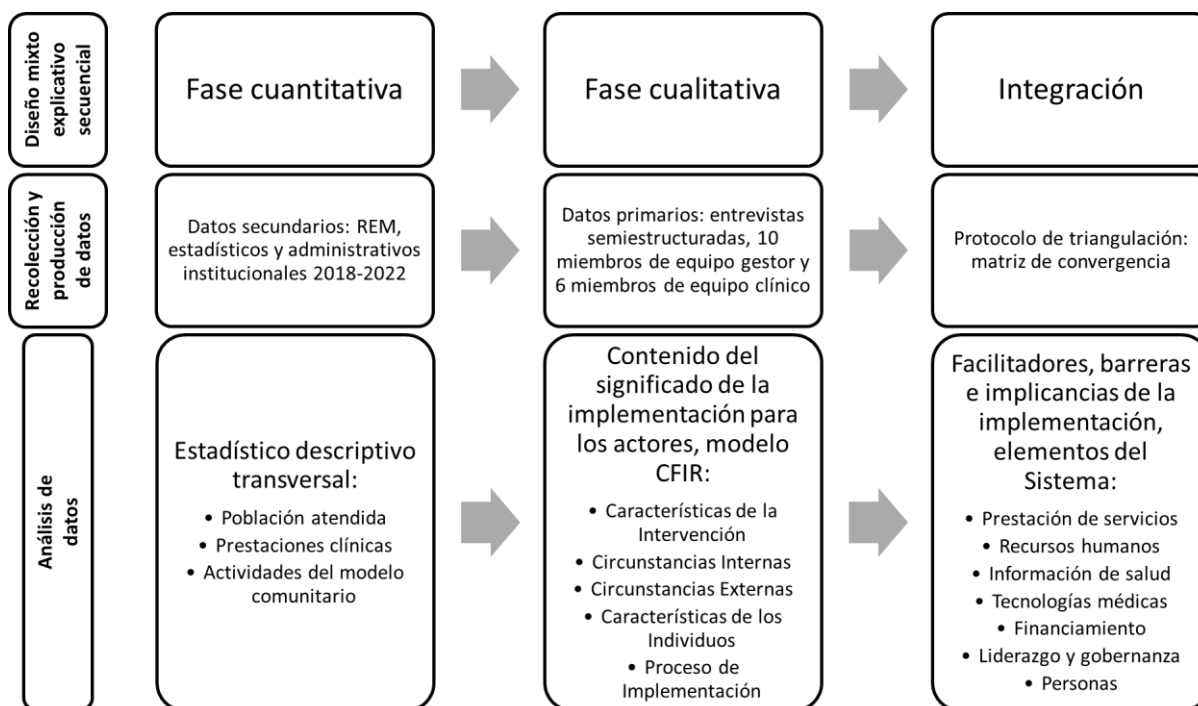 Diseño mixto
explicativo
secuencial
Fase cuantitativa
Fase cualitativa
Integración
Recolección y
producción
de datos
Datos secundarios: REM,
estadísticos y administrativos
institucionales 2018-2022
Datos primarios: entrevistas
semiestructuradas, 10
miembros de equipo gestor y
6 miembros de equipo clínico
Protocolo de triangulación:
matriz de convergencia
Análisis de
datos
Estadístico descriptivo
transversal:
• Población atendida
• Prestaciones clínicas
• Actividades del modelo
comunitario
Contenido del
significado de la
implementación para
los actores, modelo
CFIR:
• Características de la
Intervención
• Circunstancias Internas
• Circunstancias Externas
• Características de los
Individuos
• Proceso de
Implementación
Facilitadores, barreras
e implicancias de la
implementación,
elementos del
Sistema:
• Prestación de servicios
• Recursos humanos
• Información de salud
• Tecnologías médicas
• Financiamiento
• Liderazgo y gobernanza
• Personas